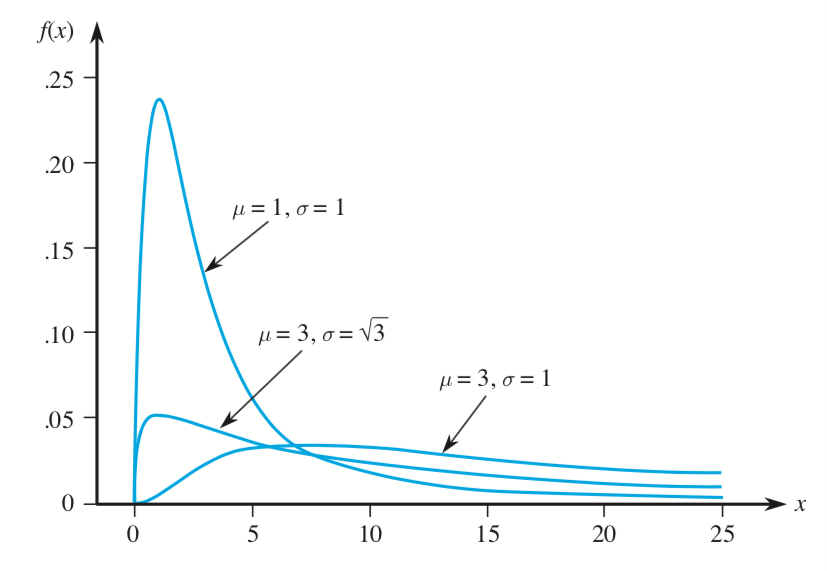 f(x)
.25
.20
μ = 1, σ = 1
.15
.10
μ = 3, σ = √3
μ = 3, σ = 1
.05
0
x
0 5 10 15 20 25